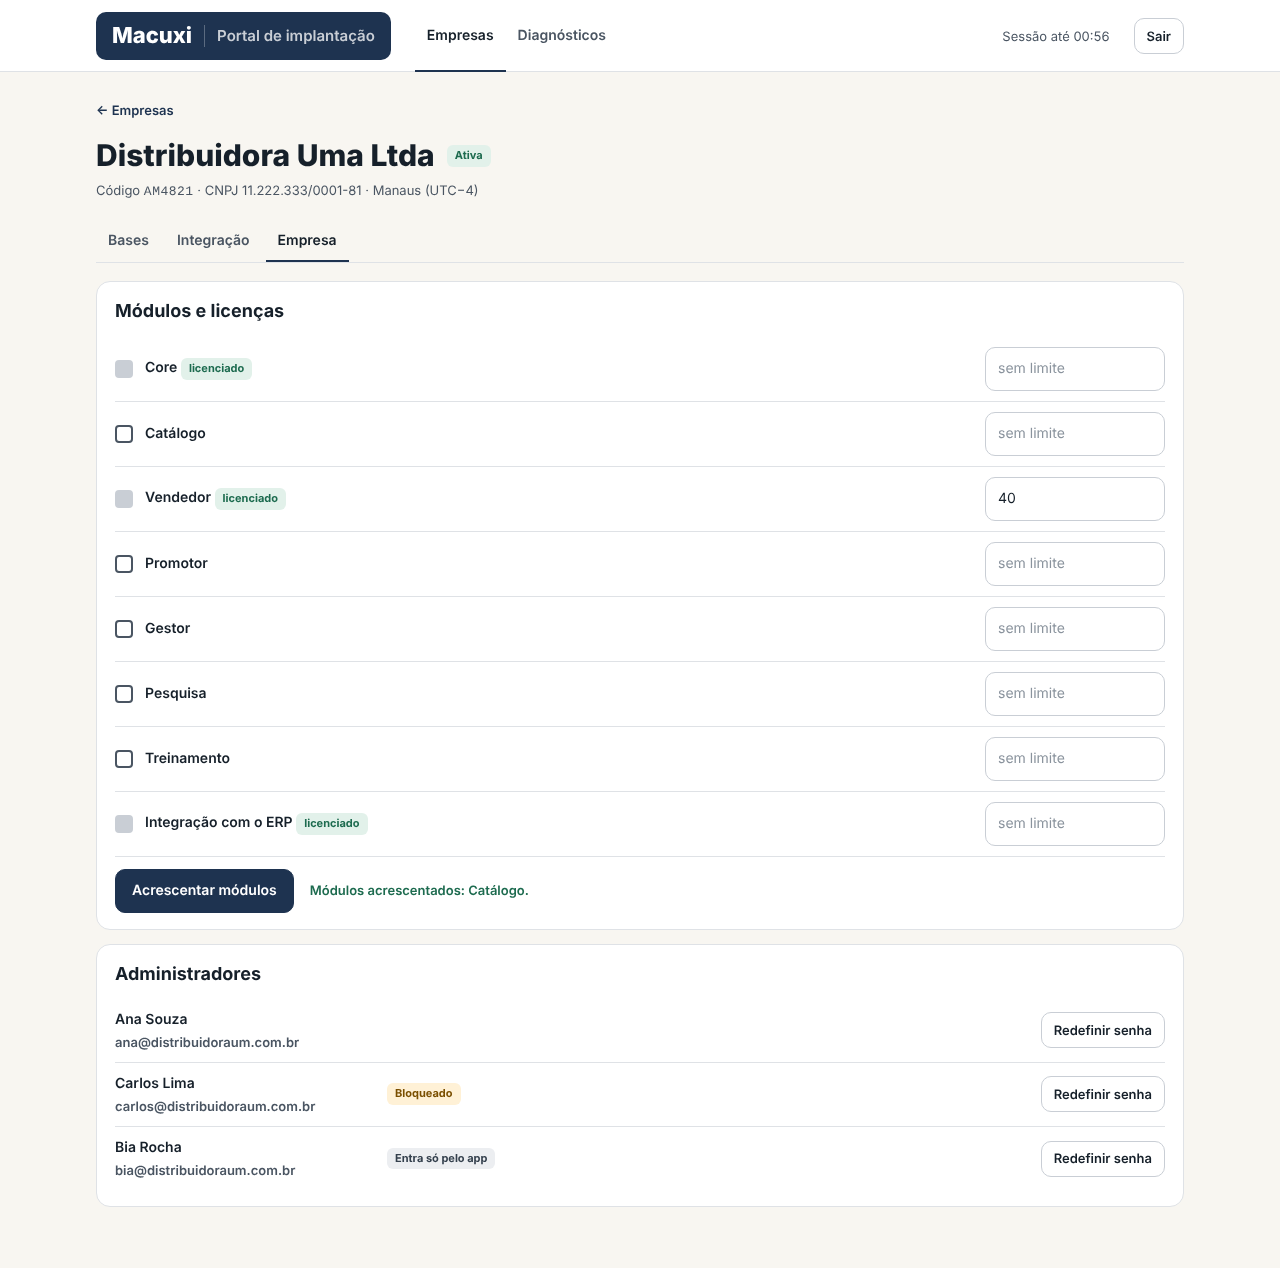 Macuxi
Portal de implantação
Empresas
Diagnósticos
Sessão até 00:56
Sair
← Empresas
Distribuidora Uma Ltda
Ativa
Código AM4821 · CNPJ 11.222.333/0001-81 · Manaus (UTC−4)
Bases
Integração
Empresa
Módulos e licenças
Core licenciado
sem limite
Catálogo
sem limite
Vendedor licenciado
40
Promotor
sem limite
Gestor
sem limite
Pesquisa
sem limite
Treinamento
sem limite
Integração com o ERP licenciado
sem limite
Acrescentar módulos
Módulos acrescentados: Catálogo.
Administradores
Ana Souza
ana@distribuidoraum.com.br
Redefinir senha
Carlos Lima
carlos@distribuidoraum.com.br
Bloqueado
Redefinir senha
Bia Rocha
bia@distribuidoraum.com.br
Entra só pelo app
Redefinir senha